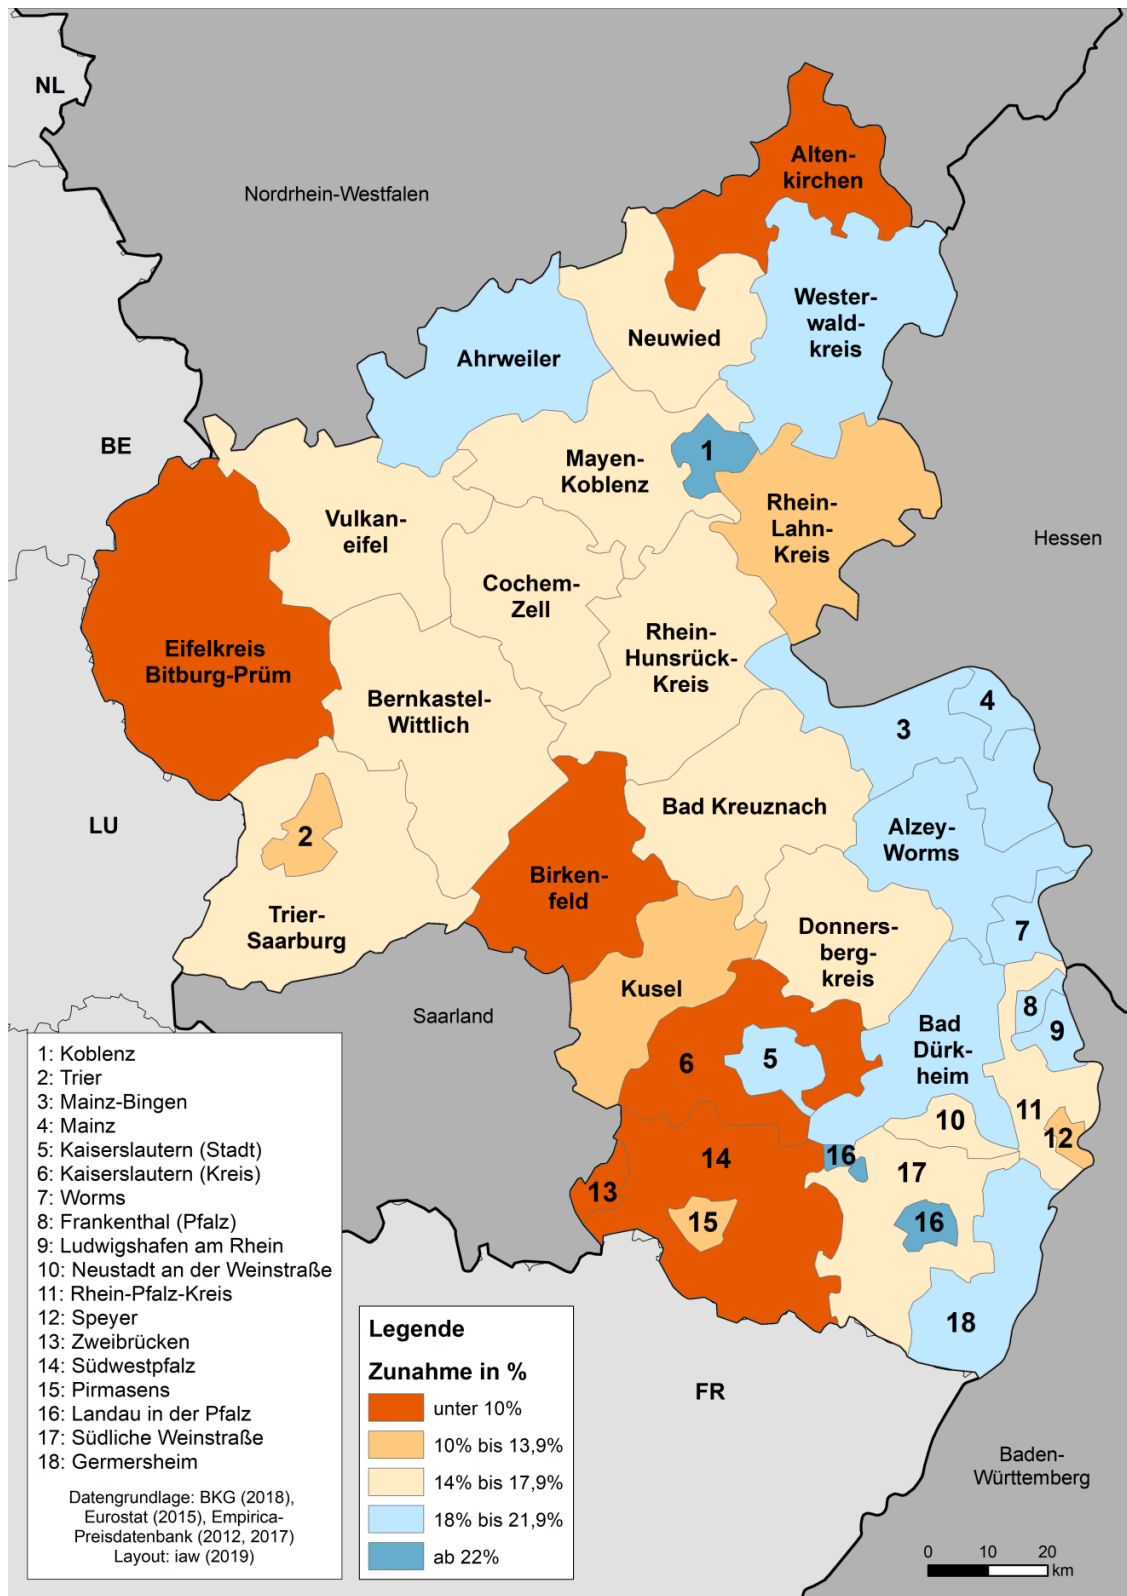 NL
Alten-
kirchen
Nordrhein-Westfalen
Wester-
wald-
kreis
Neuwied
Ahrweiler
BE
1
Mayen-
Koblenz
Rhein-
Lahn-
Kreis
Vulkan-
eifel
Hessen
Cochem-
Zell
Eifelkreis
Bitburg-Prüm
Rhein-
Hunsrück-
Kreis
Bernkastel-
Wittlich
4
3
Bad Kreuznach
LU
2
Alzey-
Worms
Birken-
feld
Trier-
Saarburg
Donners-
berg-
kreis
7
Kusel
Saarland
8
9
Bad
Dürk-
heim
5
6
11
10
12
14
16
17
13
15
16
18
1: Koblenz
2: Trier
3: Mainz-Bingen
4: Mainz
5: Kaiserslautern (Stadt)
6: Kaiserslautern (Kreis)
7: Worms
8: Frankenthal (Pfalz)
9: Ludwigshafen am Rhein
10: Neustadt an der Weinstraße
11: Rhein-Pfalz-Kreis
12: Speyer
13: Zweibrücken
14: Südwestpfalz
15: Pirmasens
16: Landau in der Pfalz
17: Südliche Weinstraße
18: Germersheim
Datengrundlage: BKG (2018),
Eurostat (2015), Empirica-
Preisdatenbank (2012, 2017)
Layout: iaw (2019)
Legende
Zunahme in %
unter 10%
10% bis 13,9%
14% bis 17,9%
18% bis 21,9%
ab 22%
FR
Baden-
Württemberg
0 10 20
km